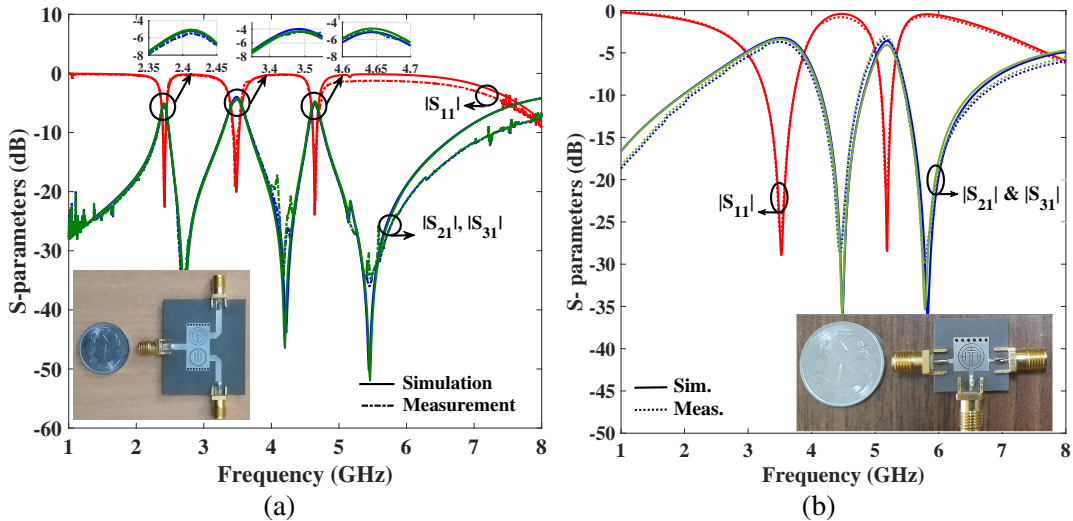 -4 -6 -8
2.35 2.4 2.45
-4 -6 -8
3.4 3.5
-4 -6 -8
4.6 4.65 4.7
10
0
-10
-20
-30
-40
-50
-60
S-parameters (dB)
|S11|
|S21|, |S31|
Simulation
Measurement
1 2 3 4 5 6 7 8
Frequency (GHz)
(a)
0
-5
-10
-15
-20
-25
-30
-35
-40
-45
-50
S- parameters (dB)
|S11|
|S21| & |S31|
Sim.
Meas.
1 2 3 4 5 6 7 8
Frequency (GHz)
(b)